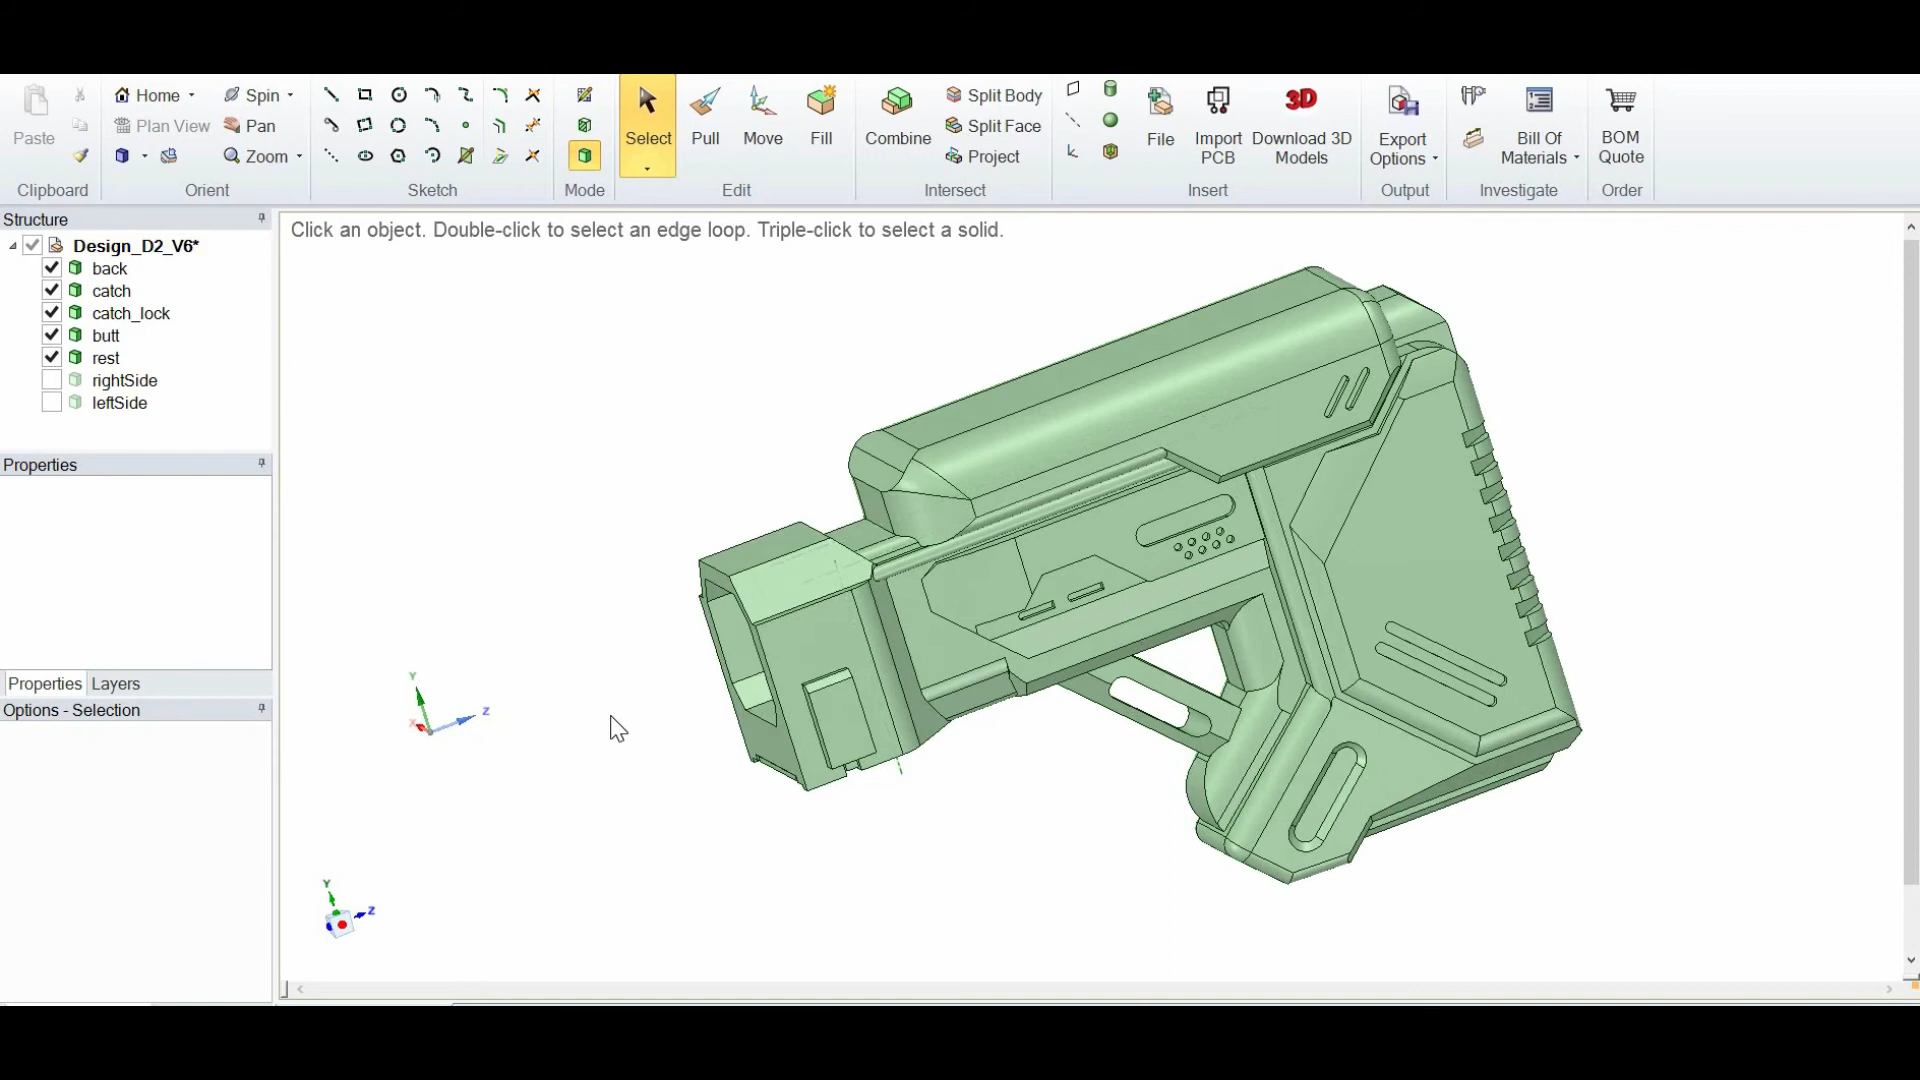 Paste
Clipboard
Home
Plan View
Spin
Pan
Zoom
Orient
Sketch
Mode
Select
Pull
Move
Fill
Edit
Combine
Split Body
Split Face
Project
Intersect
File
Import PCB
Download 3D Models
3D
Insert
Export Options
Output
Bill Of Materials
Investigate
BOM Quote
Order
Structure
Design_D2_V6*
back
catch
catch_lock
butt
rest
rightSide
leftSide
Properties
Properties Layers
Options - Selection
Click an object. Double-click to select an edge loop. Triple-click to select a solid.
Y
X
Z
Y
Z